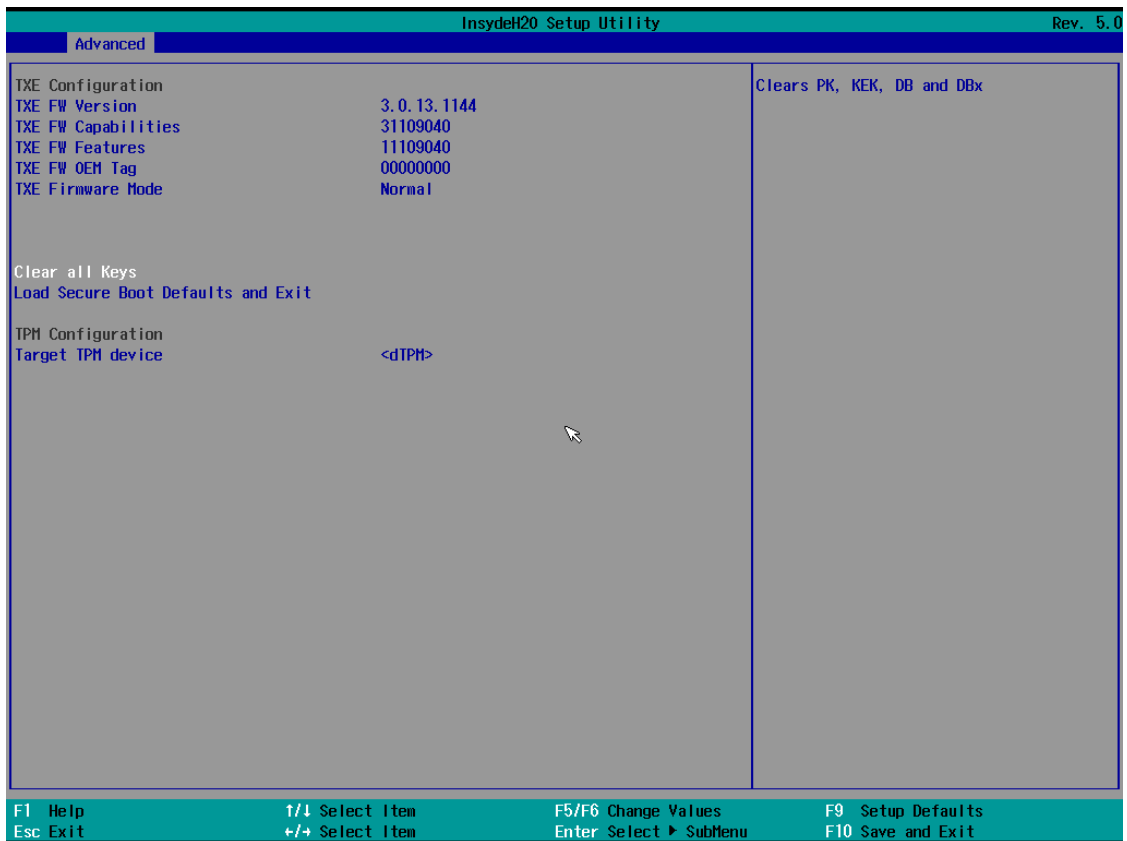 InsydeH20 Setup Utility Rev. 5.0
Advanced
TXE Configuration
TXE FW Version 3.0.13.1144
TXE FW Capabilities 31109040
TXE FW Features 11109040
TXE FW OEM Tag 00000000
TXE Firmware Mode Normal
Clear all Keys
Load Secure Boot Defaults and Exit
TPM Configuration
Target TPM device <dTPM>
Clears PK, KEK, DB and DBx
F1 Help ↑/↓ Select Item F5/F6 Change Values F9 Setup Defaults
Esc Exit ←/→ Select Item Enter Select ▶ SubMenu F10 Save and Exit